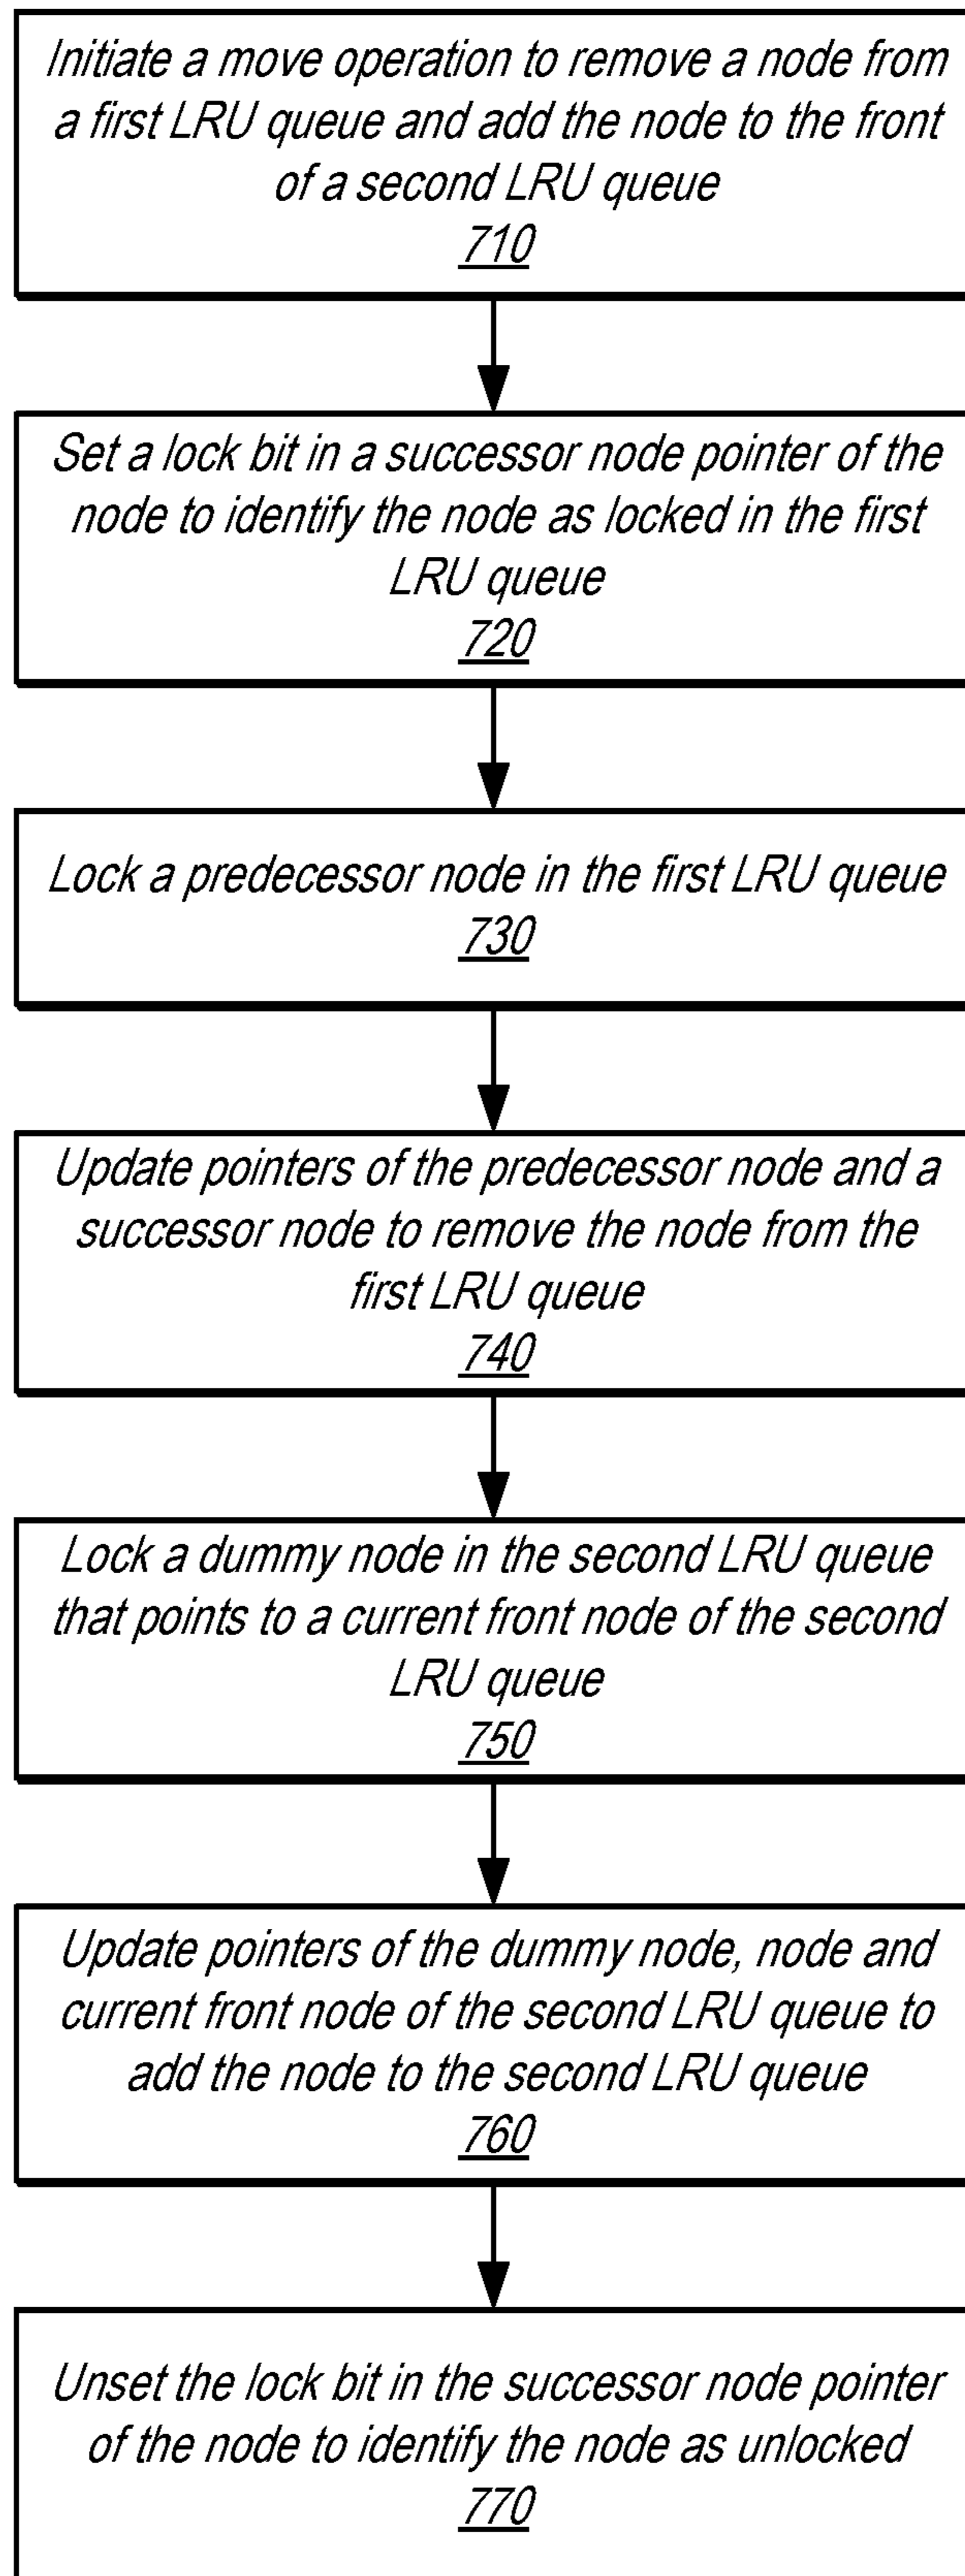 Initiate a move operation to remove a node from
a first LRU queue and add the node to the front
of a second LRU queue
710
Set a lock bit in a successor node pointer of the
node to identify the node as locked in the first
LRU queue
720
Lock a predecessor node in the first LRU queue
730
Update pointers of the predecessor node and a
successor node to remove the node from the
first LRU queue
740
Lock a dummy node in the second LRU queue
that points to a current front node of the second
LRU queue
750
Update pointers of the dummy node, node and
current front node of the second LRU queue to
add the node to the second LRU queue
760
Unset the lock bit in the successor node pointer
of the node to identify the node as unlocked
770